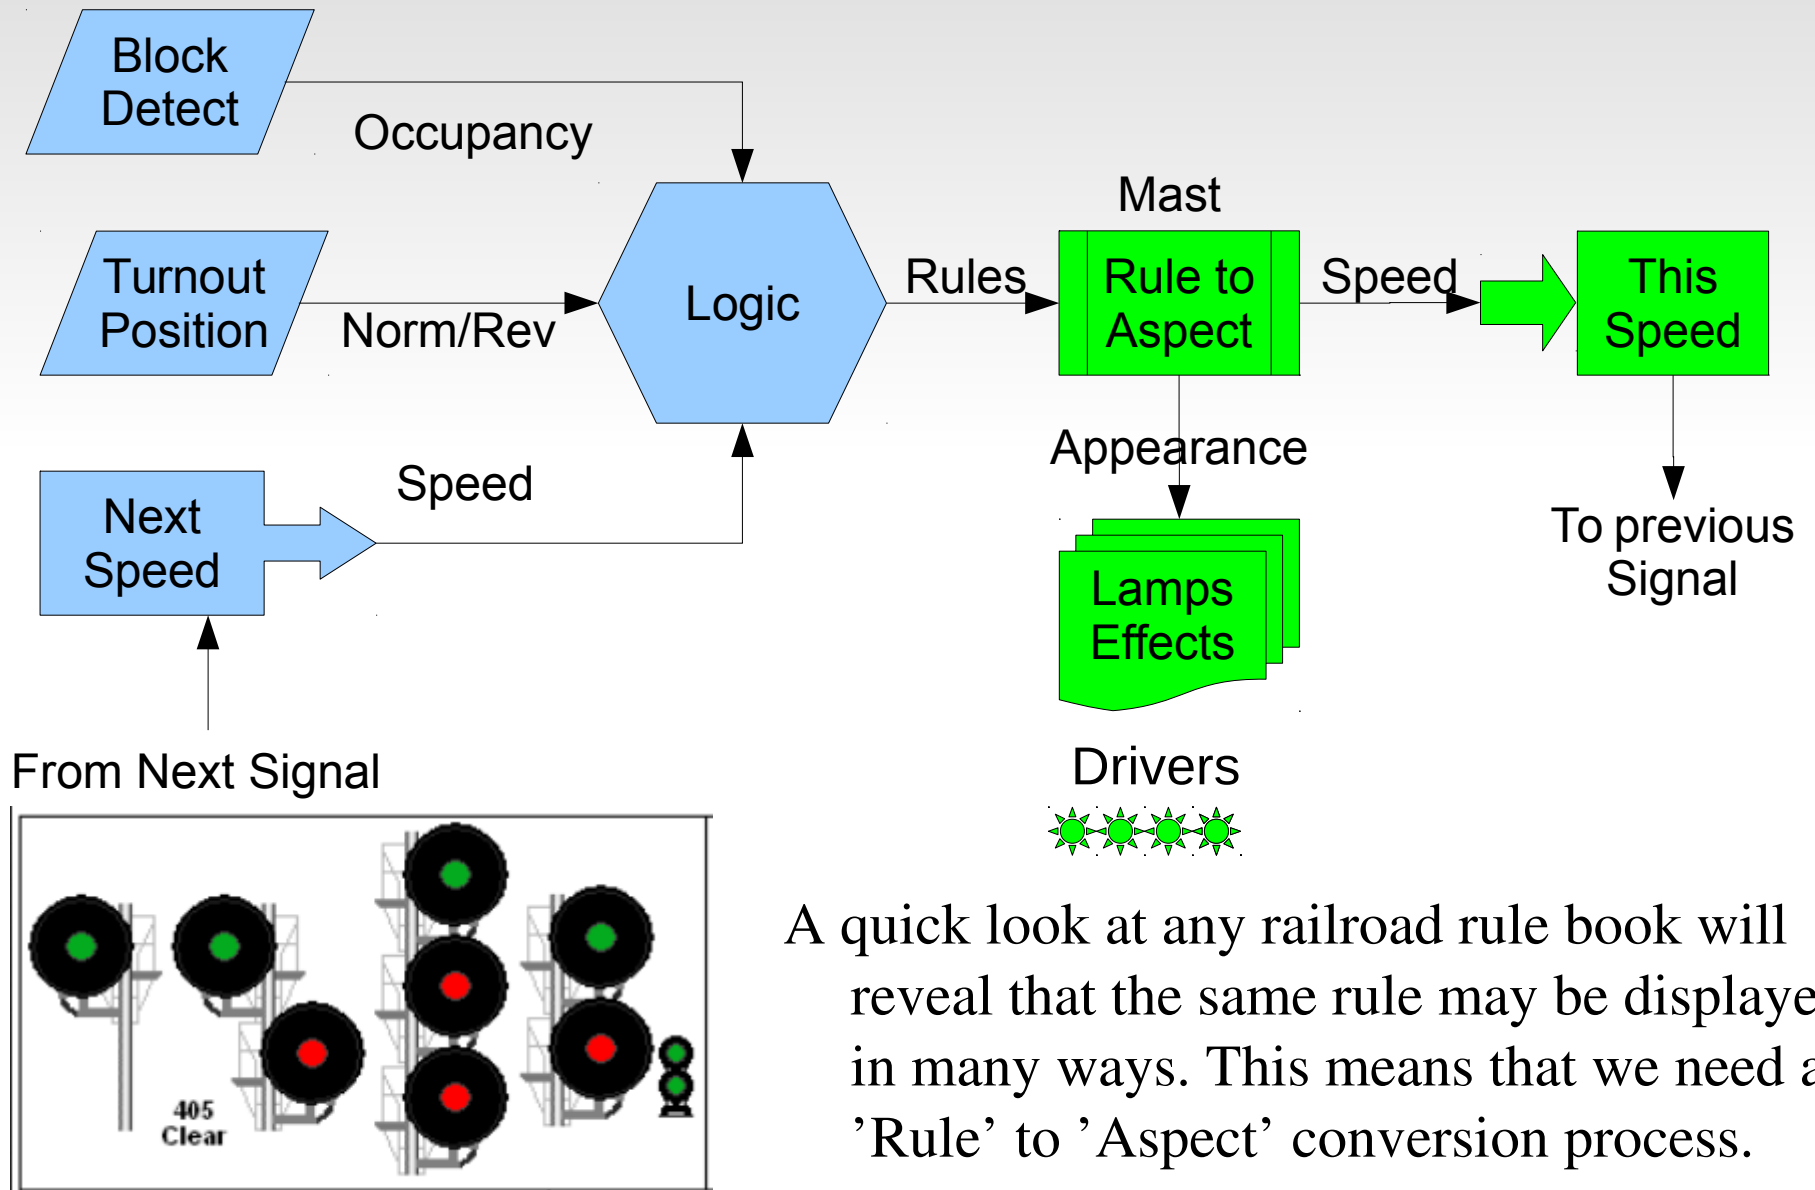 Block
Detect
Occupancy
Turnout
Position
Norm/Rev
Logic
Rules
Mast
Rule to
Aspect
Speed
This
Speed
Next
Speed
Speed
Appearance
Lamps
Effects
To previous
Signal
From Next Signal
Drivers
405
Clear
A quick look at any railroad rule book will
reveal that the same rule may be displaye
in many ways. This means that we need a
’Rule’ to ’Aspect’ conversion process.